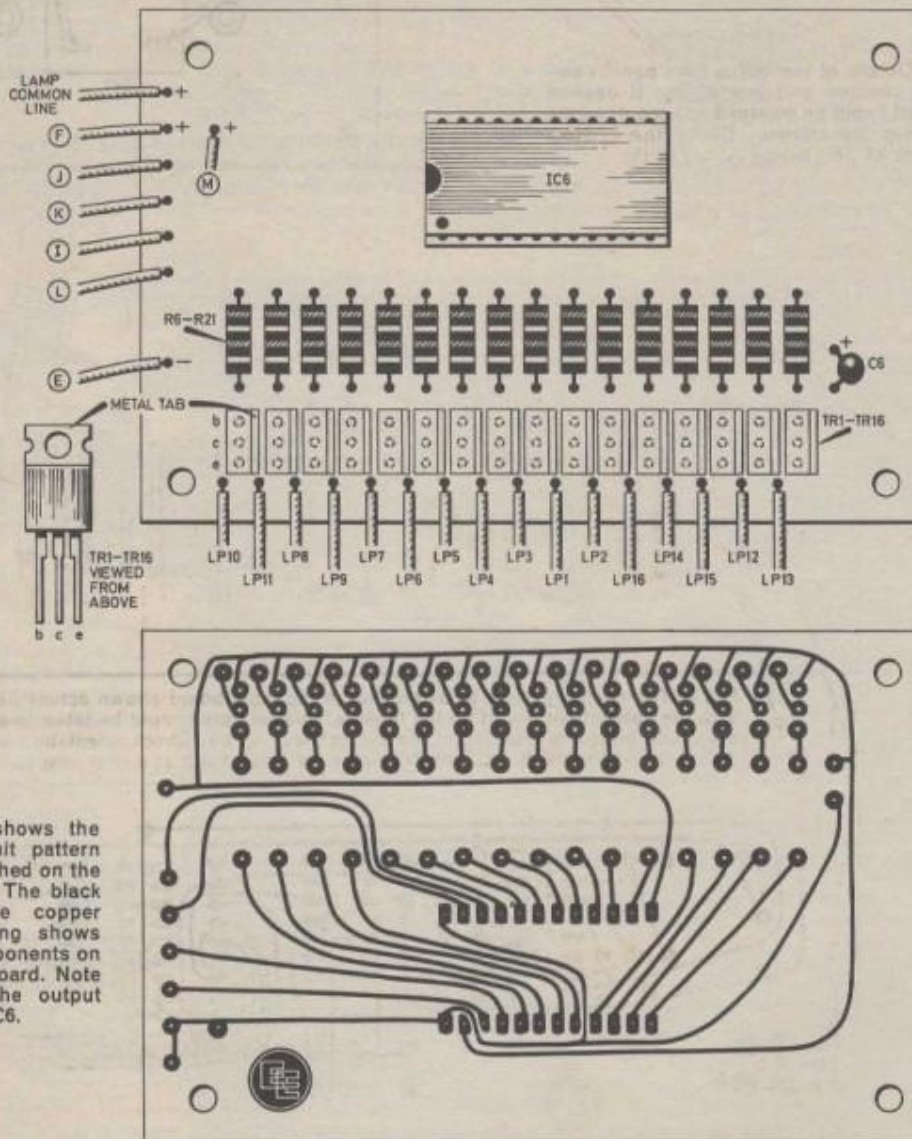 LAMP
COMMON
LINE
+
F
+
J
K
I
L
E
−
M
+
IC6
R6–R21
+
C6
METAL TAB
b
c
e
TR1–TR16
TR1–TR16
VIEWED
FROM
ABOVE
b c e
LP10 LP8 LP7 LP5 LP3 LP2 LP14 LP12
LP11 LP9 LP6 LP4 LP1 LP16 LP15 LP13
shows the
uit pattern
hed on the
The black
e copper
ng shows
ponents on
oard. Note
he output
C6.